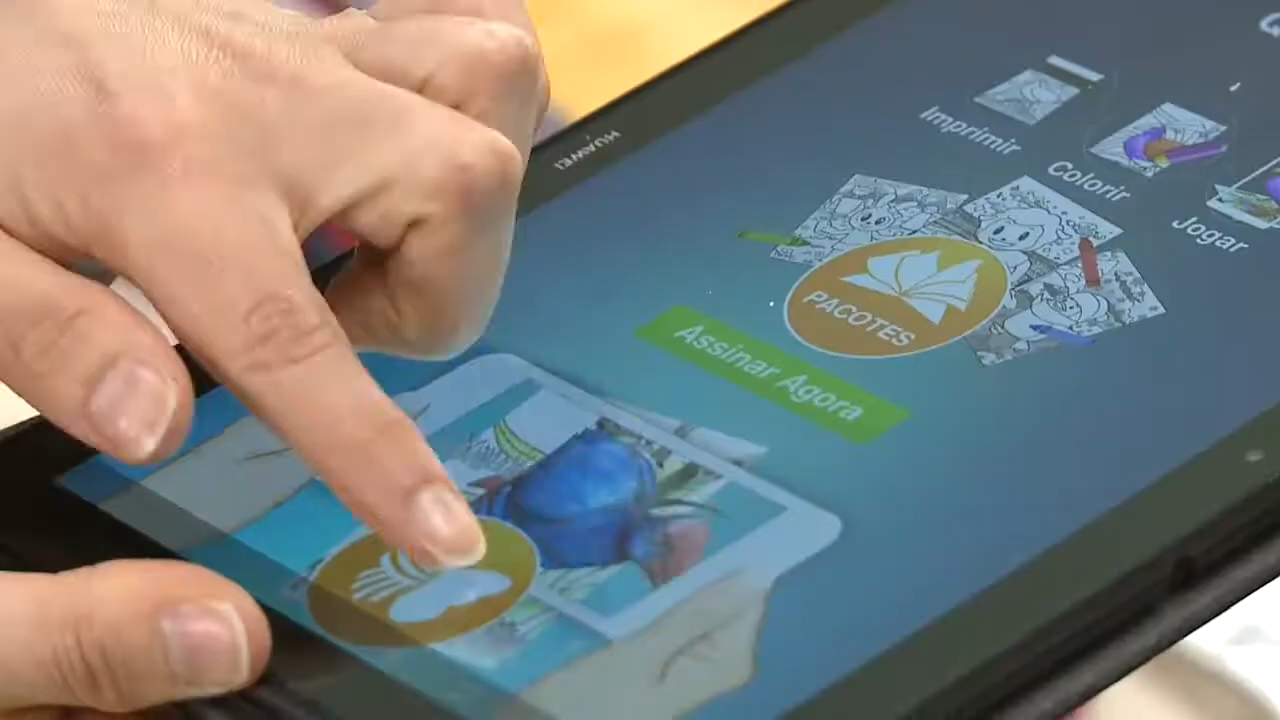 HUAWEI
Imprimir
Colorir
Jogar
PACOTES
Assinar Agora